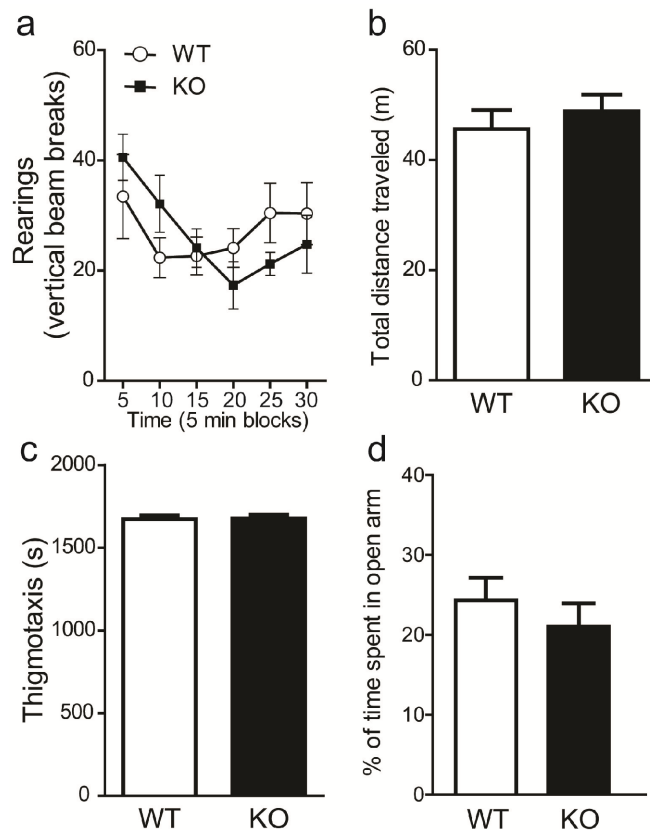 a
60
40
20
0
Rearings
(vertical beam breaks)
WT
KO
5 10 15 20 25 30
Time (5 min blocks)
b
60
40
20
0
Total distance traveled (m)
WT KO
c
2000
1500
1000
500
0
Thigmotaxis (s)
WT KO
d
40
30
20
10
0
% of time spent in open arm
WT KO